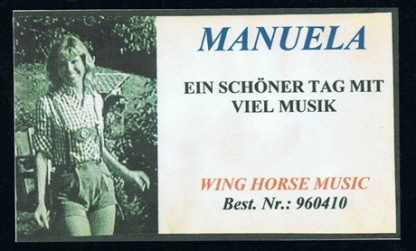 MANUELA
EIN SCHÖNER TAG MIT
VIEL MUSIK
WING HORSE MUSIC
Best. Nr.: 960410